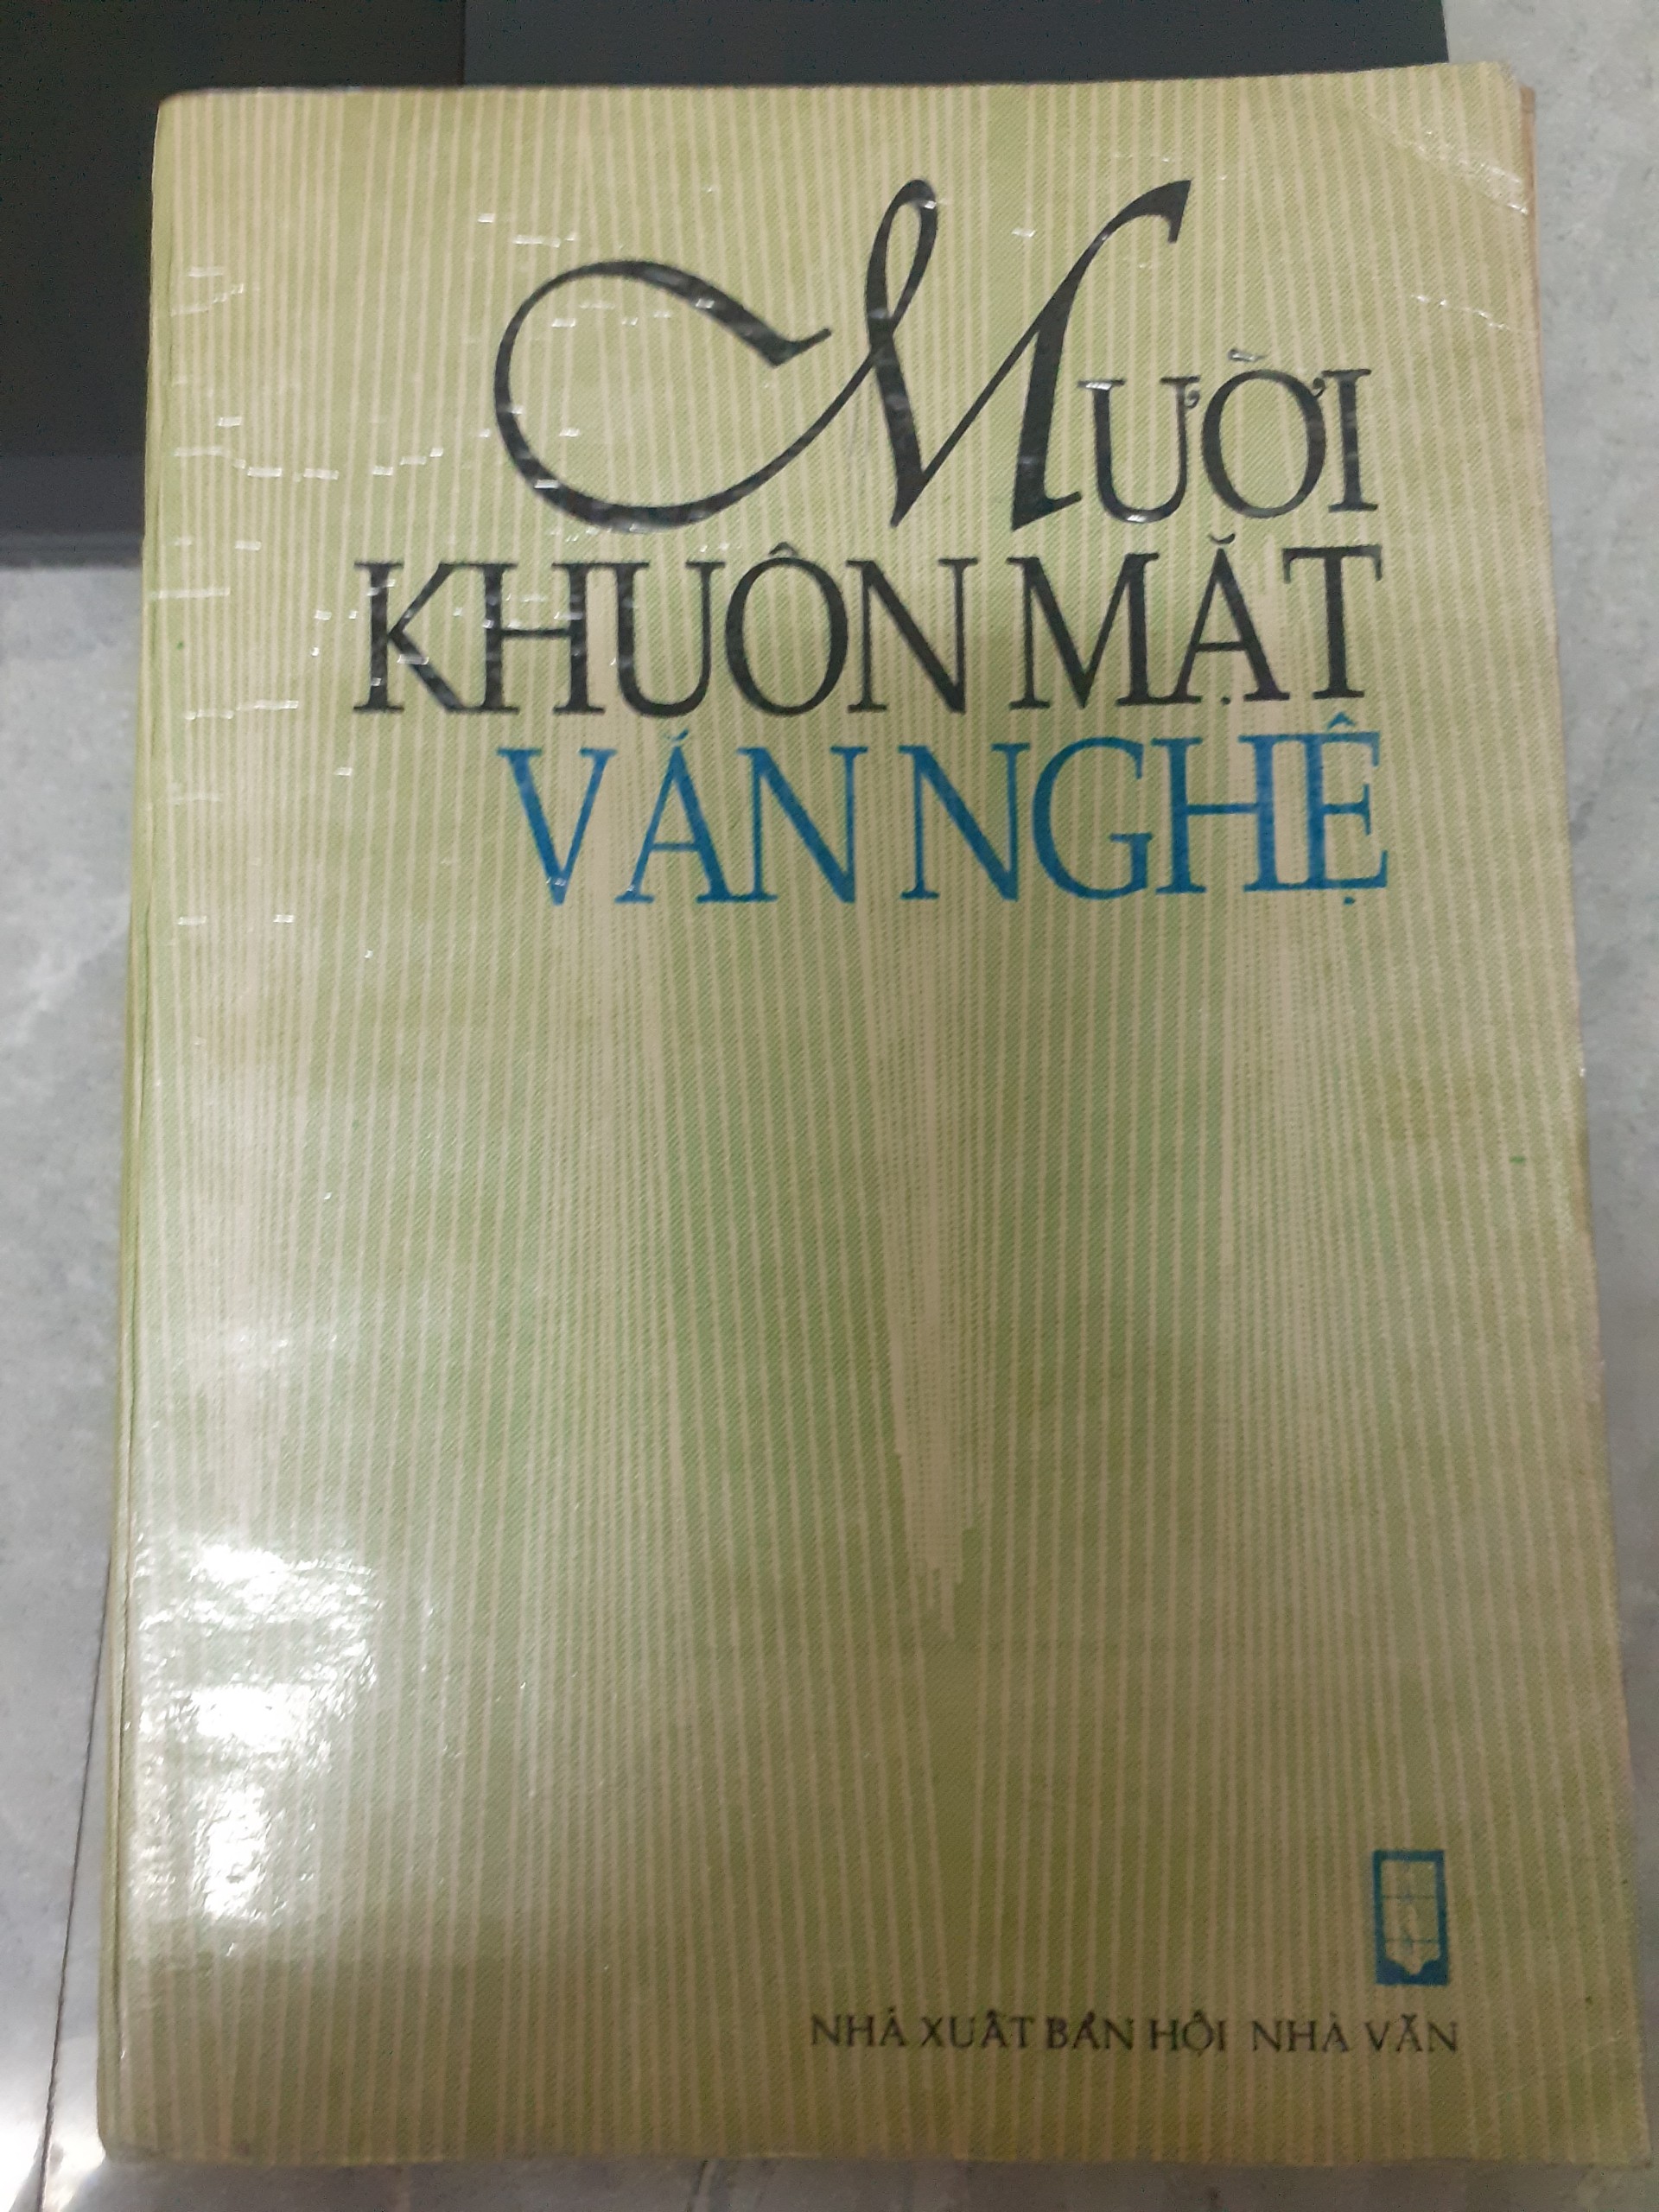 MƯỜI
KHUÔN MẶT
VĂN NGHỆ
NHÀ XUẤT BẢN HỘI NHÀ VĂN